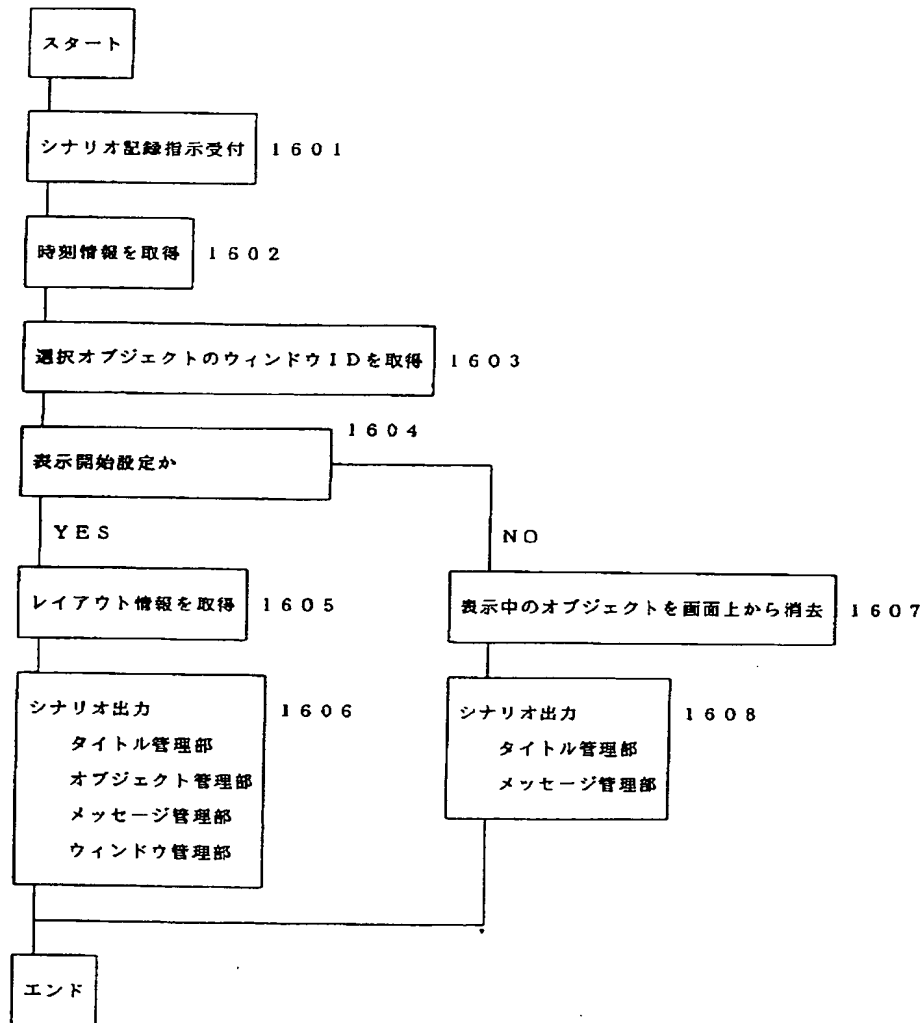 スタート
シナリオ記録指示受付 1601
時刻情報を取得 1602
選択オブジェクトのウィンドウIDを取得 1603
1604
表示開始設定か
YES
NO
レイアウト情報を取得 1605
表示中のオブジェクトを画面上から消去 1607
シナリオ出力 1606
タイトル管理部
オブジェクト管理部
メッセージ管理部
ウィンドウ管理部
シナリオ出力 1608
タイトル管理部
メッセージ管理部
エンド